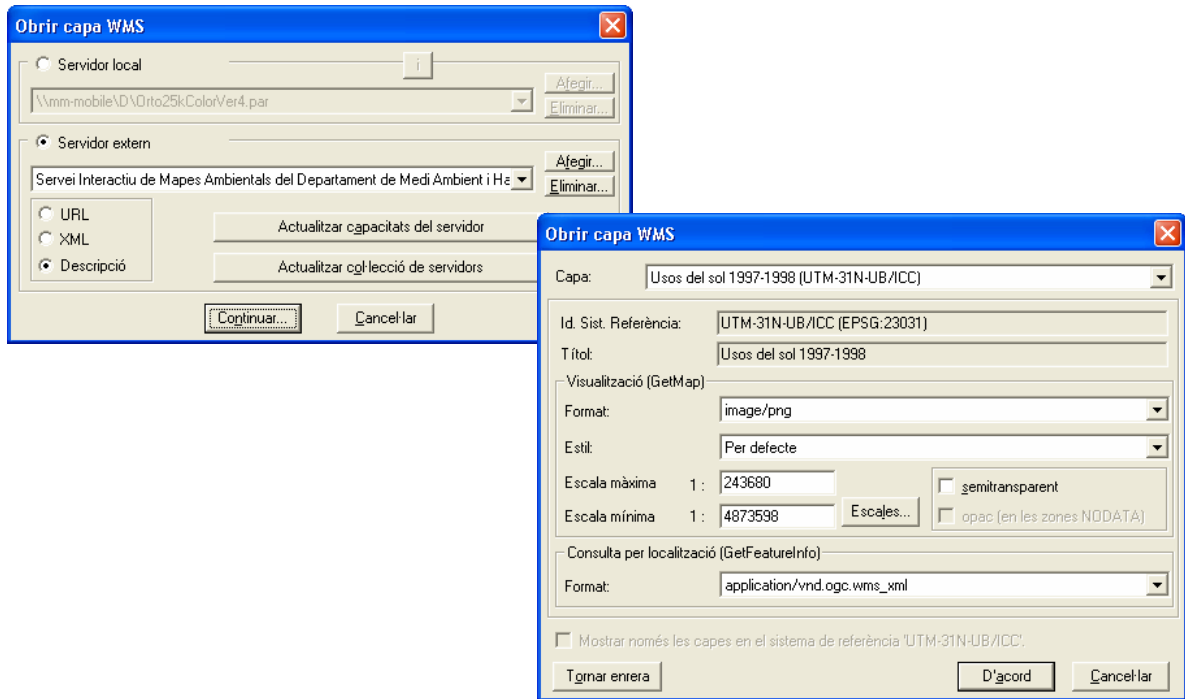 Obrir capa WMS
Servidor local
i
\\mm-mobile\D\Orto25kColorVer4.par
Afegir...
Eliminar...
Servidor extern
Servei Interactiu de Mapes Ambientals del Departament de Medi Ambient i Ha
Afegir...
Eliminar...
URL
XML
Descripció
Actualitzar capacitats del servidor
Actualitzar col·lecció de servidors
Continuar...
Cancel·lar
Obrir capa WMS
Capa:
Usos del sol 1997-1998 (UTM-31N-UB/ICC)
Id. Sist. Referència:
UTM-31N-UB/ICC (EPSG:23031)
Títol:
Usos del sol 1997-1998
Visualització (GetMap)
Format:
image/png
Estil:
Per defecte
Escala màxima 1 : 243680
Escala mínima 1 : 4873598
Escales...
semitransparent
opac (en les zones NODATA)
Consulta per localització (GetFeatureInfo)
Format:
application/vnd.ogc.wms_xml
Mostrar només les capes en el sistema de referència 'UTM-31N-UB/ICC'.
Tornar enrera
D'acord
Cancel·lar